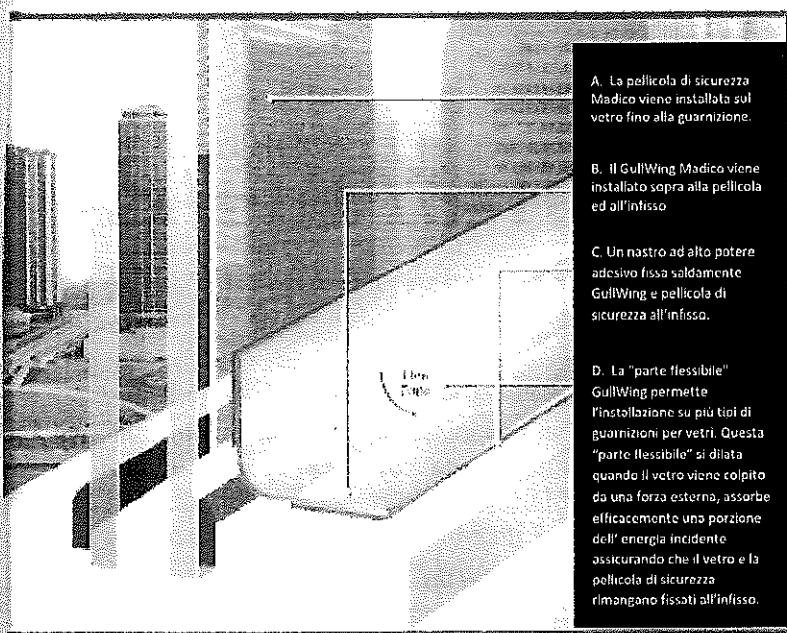 A. La pellicola di sicurezza
Madico viene installata sul
vetro fino alla guarnizione.
B. Il GullWing Madico viene
installato sopra alla pellicola
ed all'infisso
C. Un nastro ad alto potere
adesivo fissa saldamente
GullWing e pellicola di
sicurezza all'infisso.
D. La "parte flessibile"
GullWing permette
l'installazione su più tipi di
guarnizioni per vetri. Questa
"parte flessibile" si dilata
quando il vetro viene colpito
da una forza esterna, assorbe
efficacemente una porzione
dell' energia incidente
assicurando che il vetro e la
pellicola di sicurezza
rimangano fissati all'infisso.